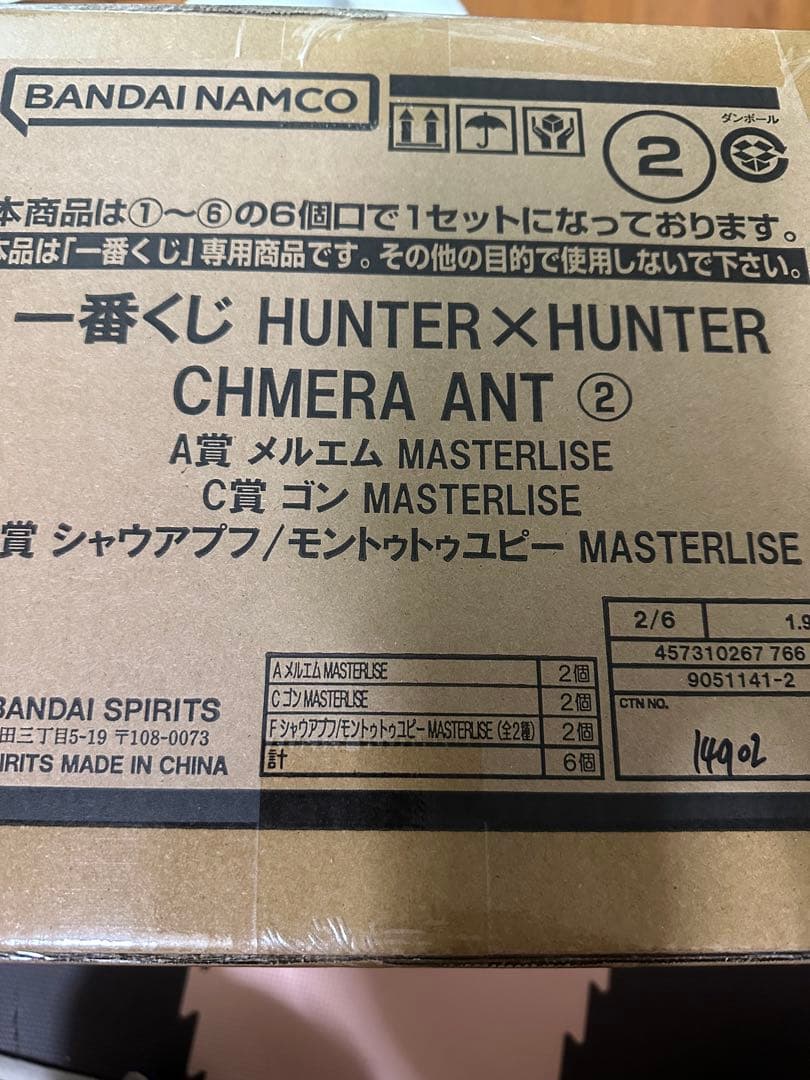 BANDAI NAMCO
②
ダンボール
本商品は①〜⑥の6個口で1セットになっております。
本品は「一番くじ」専用商品です。その他の目的で使用しないで下さい。
一番くじ HUNTER×HUNTER
CHMERA ANT ②
A賞 メルエム MASTERLISE
C賞 ゴン MASTERLISE
賞 シャウアプフ/モントゥトゥユピー MASTERLISE
2/6 1.9
457310267 766
9051141-2
CTN NO.
14902
A メルエム MASTERLISE 2個
C ゴン MASTERLISE 2個
F シャウアプフ/モントゥトゥユピー MASTERLISE (全2種) 2個
計 6個
BANDAI SPIRITS
田三丁目5-19 〒108-0073
IRITS MADE IN CHINA